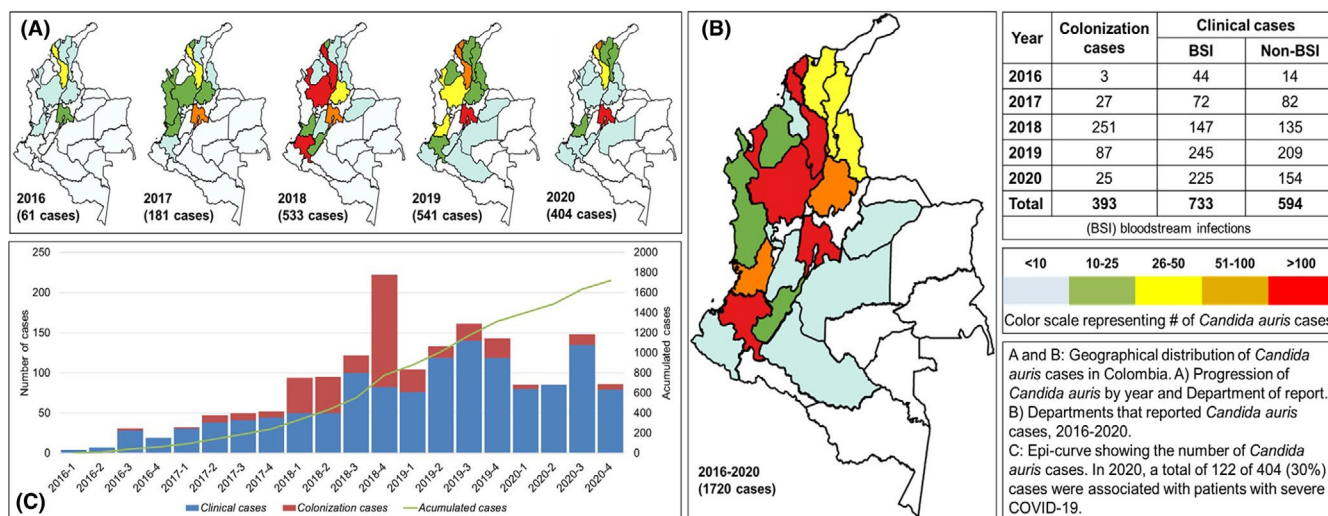 (A)
2016
(61 cases)
2017
(181 cases)
2018
(533 cases)
2019
(541 cases)
2020
(404 cases)
(B)
2016-2020
(1720 cases)
Year Colonization cases Clinical cases
BSI Non-BSI
2016 3 44 14
2017 27 72 82
2018 251 147 135
2019 87 245 209
2020 25 225 154
Total 393 733 594
(BSI) bloodstream infections
<10 10-25 26-50 51-100 >100
Color scale representing # of Candida auris cases
A and B: Geographical distribution of Candida
auris cases in Colombia. A) Progression of
Candida auris by year and Department of report.
B) Departments that reported Candida auris
cases, 2016-2020.
C: Epi-curve showing the number of Candida
auris cases. In 2020, a total of 122 of 404 (30%)
cases were associated with patients with severe
COVID-19.
Number of cases
250
200
150
100
50
0
2000
1800
1600
1400
1200
1000
800
600
400
200
0
Acumulated cases
2016-1 2016-2 2016-3 2016-4 2017-1 2017-2 2017-3 2017-4 2018-1 2018-2 2018-3 2018-4 2019-1 2019-2 2019-3 2019-4 2020-1 2020-2 2020-3 2020-4
Clinical cases Colonization cases Acumulated cases
(C)